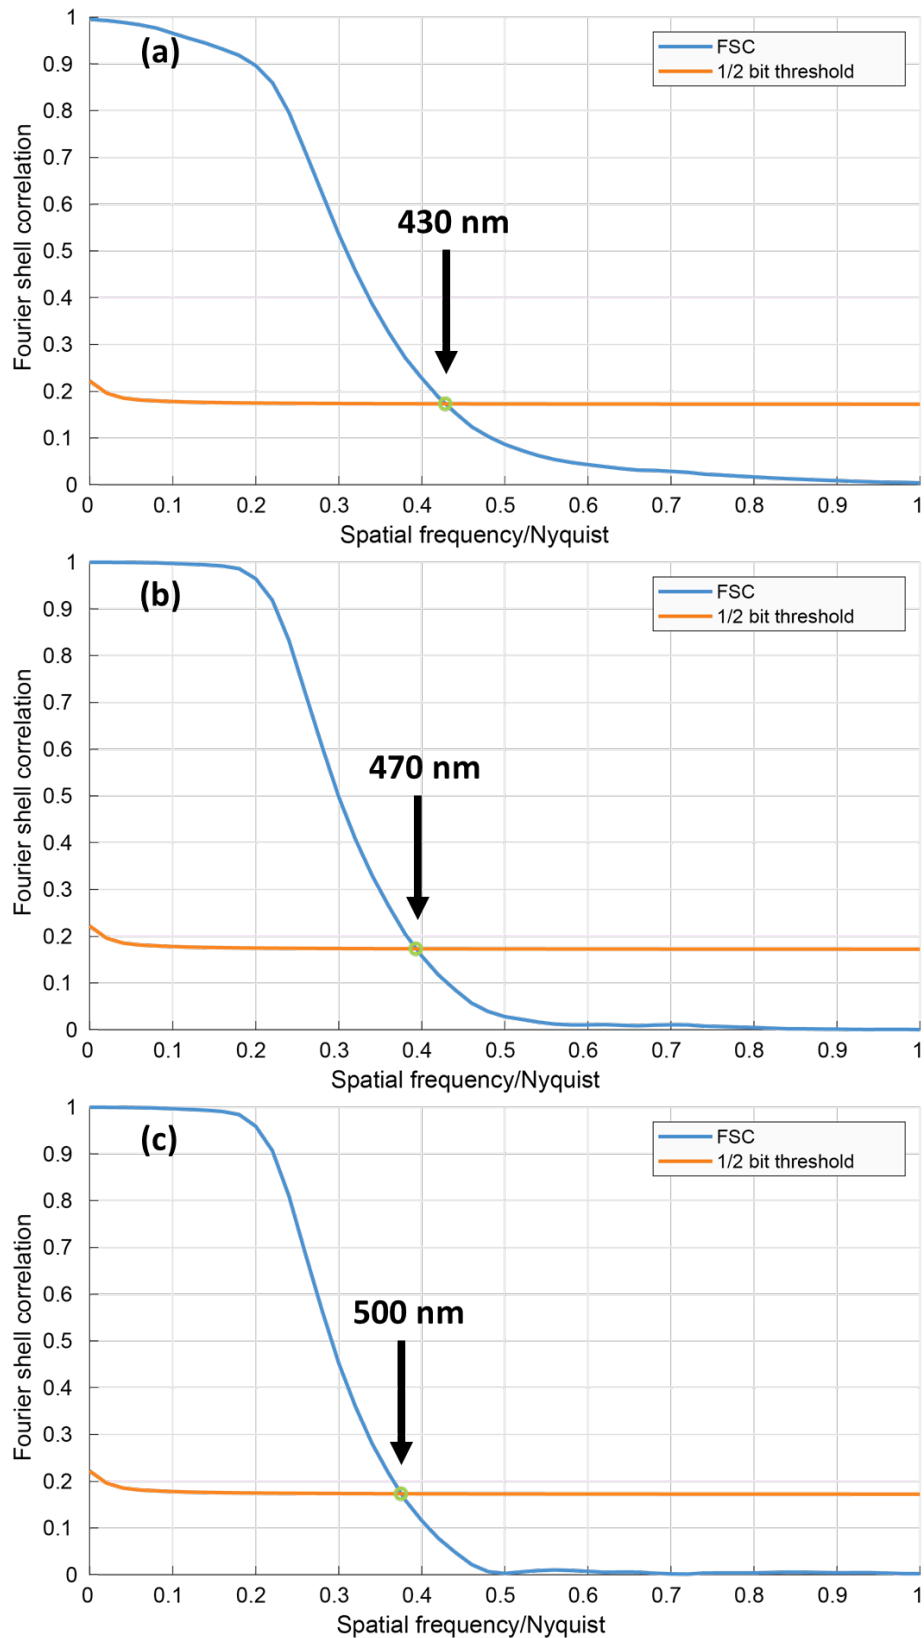 1
(a)
FSC
1/2 bit threshold
0.9
0.8
0.7
0.6
430 nm
0.5
0.4
0.3
0.2
0.1
0
Fourier shell correlation
0 0.1 0.2 0.3 0.4 0.5 0.6 0.7 0.8 0.9 1
Spatial frequency/Nyquist
1
(b)
FSC
1/2 bit threshold
0.9
0.8
0.7
0.6
470 nm
0.5
0.4
0.3
0.2
0.1
0
Fourier shell correlation
0 0.1 0.2 0.3 0.4 0.5 0.6 0.7 0.8 0.9 1
Spatial frequency/Nyquist
1
(c)
FSC
1/2 bit threshold
0.9
0.8
0.7
0.6
500 nm
0.5
0.4
0.3
0.2
0.1
0
Fourier shell correlation
0 0.1 0.2 0.3 0.4 0.5 0.6 0.7 0.8 0.9 1
Spatial frequency/Nyquist